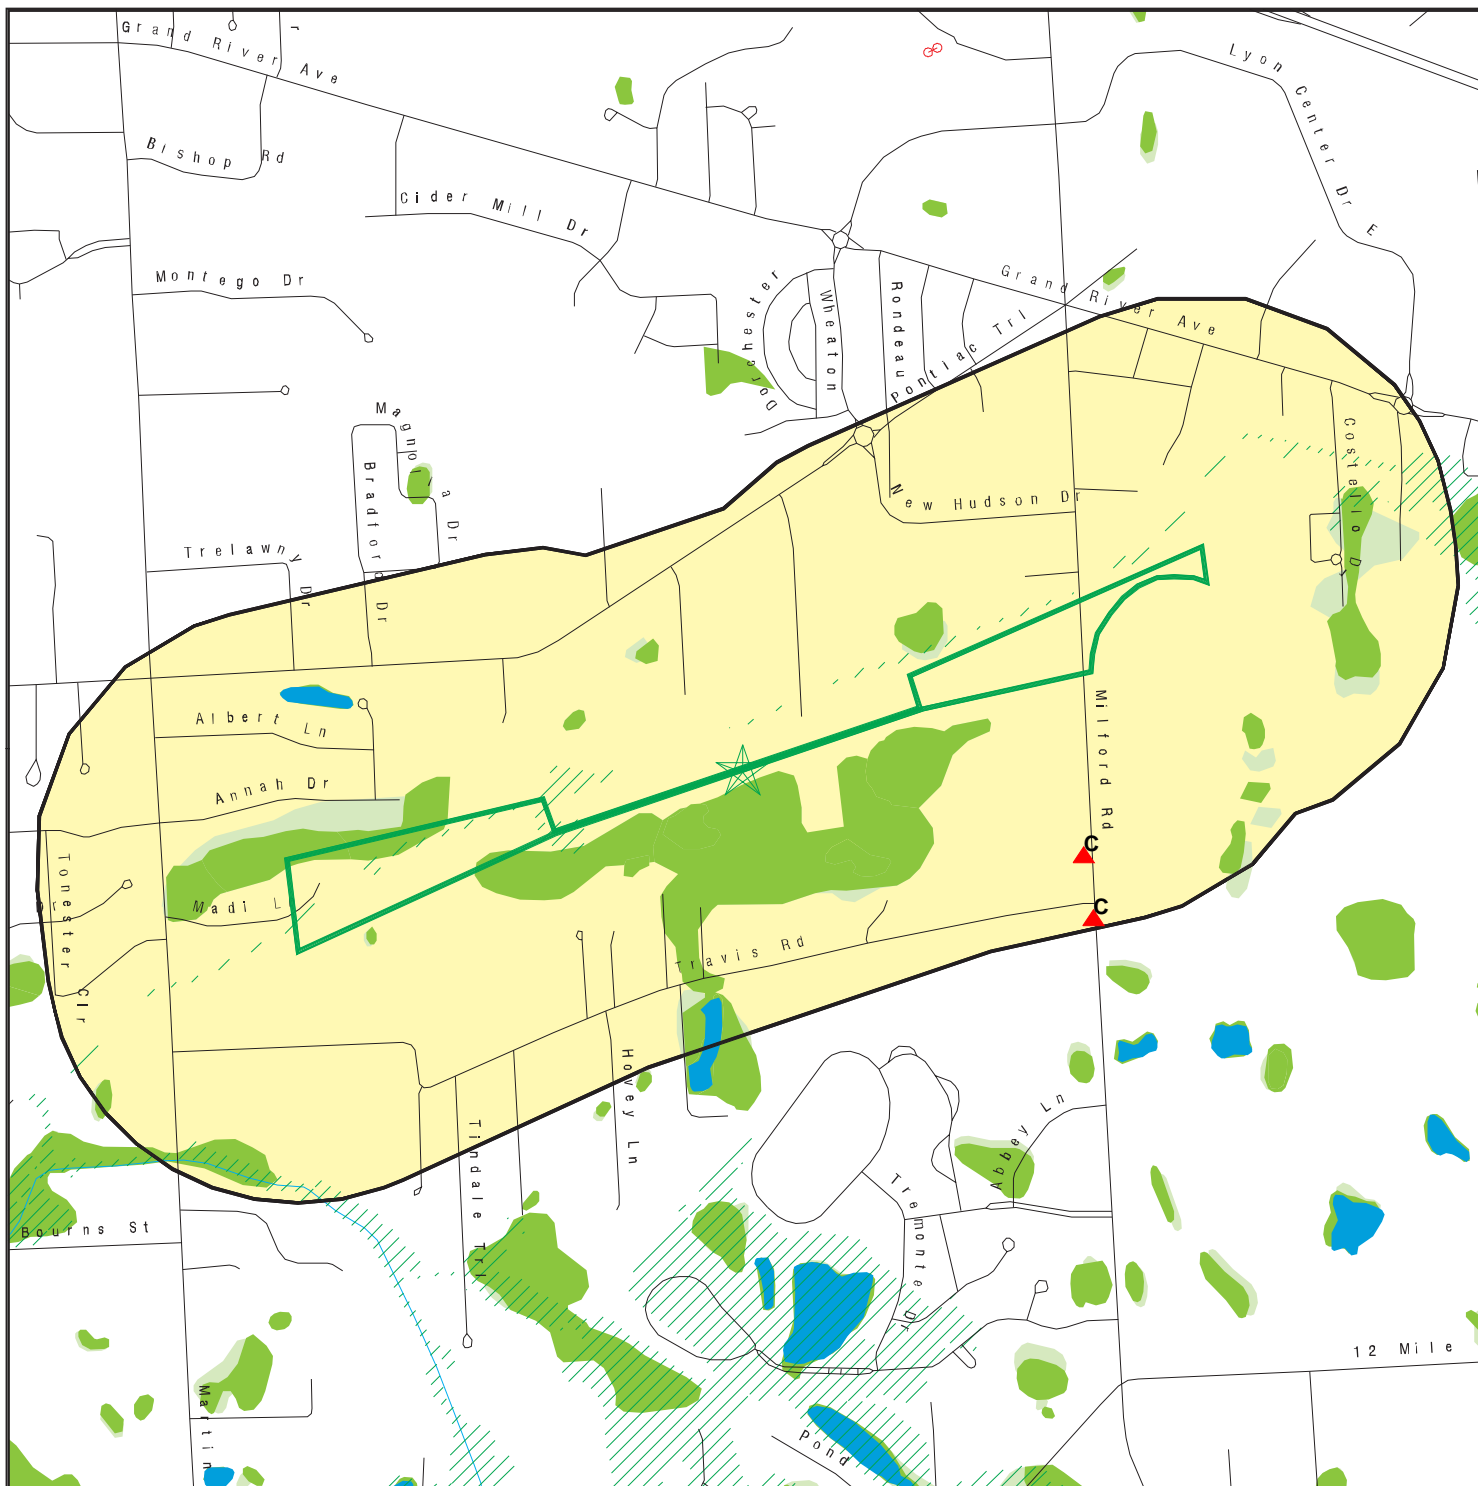 Grand River Ave
Lyon Center Dr E
Bishop Rd
Cider Mill Dr
Montego Dr
Dorchester
Wheaton
Rondeau
Grand River Ave
Pontiac Trl
Magnolia Dr
Bradford Dr
Costello D
New Hudson Dr
Trelawny Dr
Albert Ln
Annah Dr
Milford Rd
C
Tonester Clr
Dr
Madi L
C
Travis Rd
Hovey Ln
Tindale Trl
Abbey Ln
Tremonte Dr
Bourns St
12 Mile
Martin
Pond